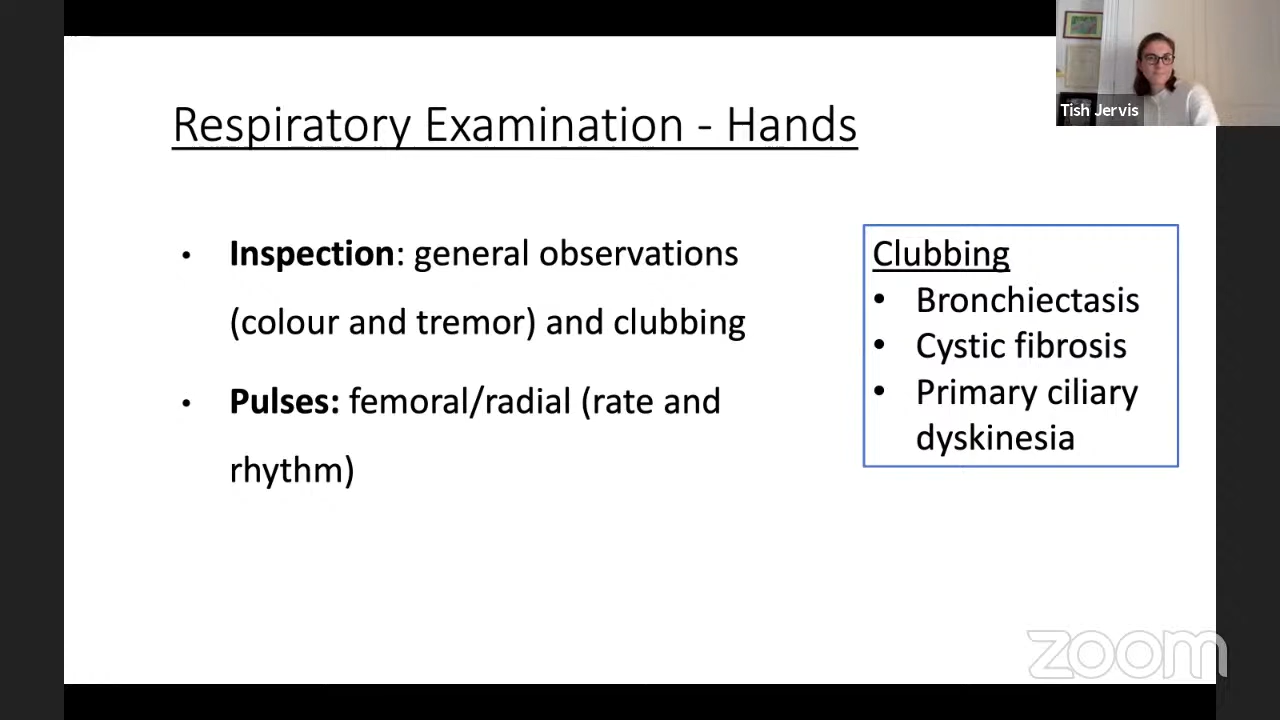 Respiratory Examination - Hands
Tish Jervis
• Inspection: general observations
(colour and tremor) and clubbing
• Pulses: femoral/radial (rate and
rhythm)
Clubbing
• Bronchiectasis
• Cystic fibrosis
• Primary ciliary
dyskinesia
zoom